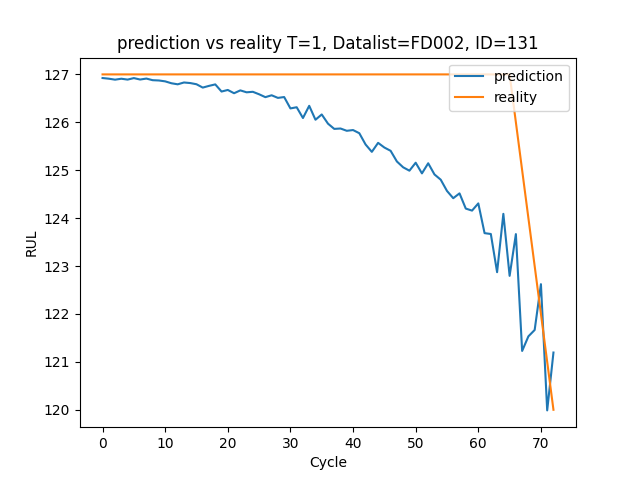 prediction vs reality T=1, Datalist=FD002, ID=131
prediction
reality
RUL
127
126
125
124
123
122
121
120
0 10 20 30 40 50 60 70
Cycle